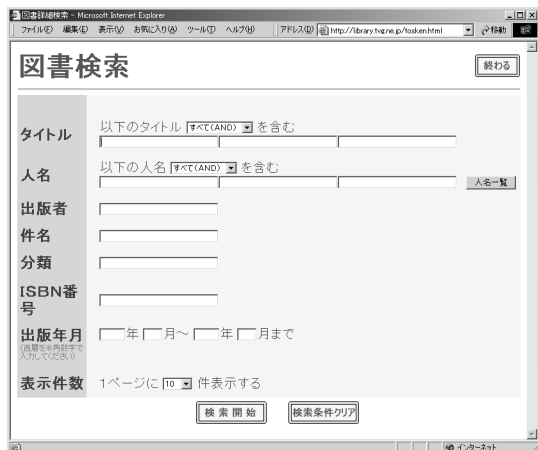 図書詳細検索 - Microsoft Internet Explorer
ファイル(F) 編集(E) 表示(V) お気に入り(A) ツール(T) ヘルプ(H) アドレス(D) http://library.tvg.ne.jp/tosken.html 移動
図書検索 終わる
タイトル 以下のタイトル すべて(AND) を含む
人名 以下の人名 すべて(AND) を含む
人名一覧
出版者
件名
分類
ISBN番
号
出版年月 年 月～ 年 月まで
(西暦を半角数字で
入力してください)
表示件数 1ページに 10 件表示する
検索開始 検索条件クリア
インターネット